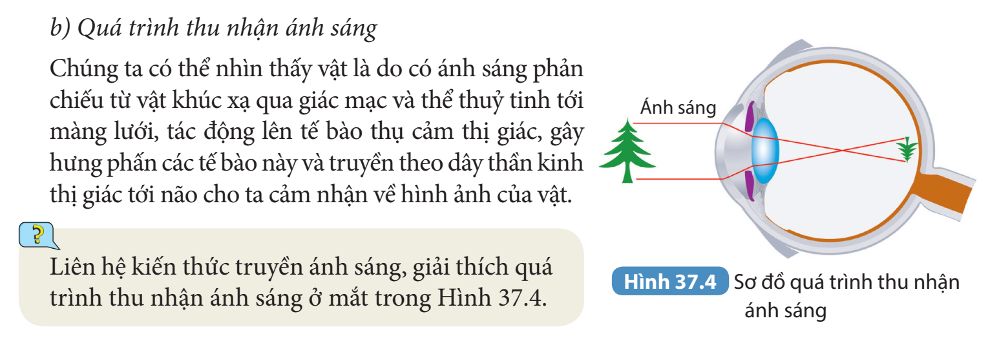 b) Quá trình thu nhận ánh sáng
Chúng ta có thể nhìn thấy vật là do có ánh sáng phản
chiếu từ vật khúc xạ qua giác mạc và thể thuỷ tinh tới
màng lưới, tác động lên tế bào thụ cảm thị giác, gây
hưng phấn các tế bào này và truyền theo dây thần kinh
thị giác tới não cho ta cảm nhận về hình ảnh của vật.
?
Liên hệ kiến thức truyền ánh sáng, giải thích quá
trình thu nhận ánh sáng ở mắt trong Hình 37.4.
Ánh sáng
Hình 37.4 Sơ đồ quá trình thu nhận
ánh sáng